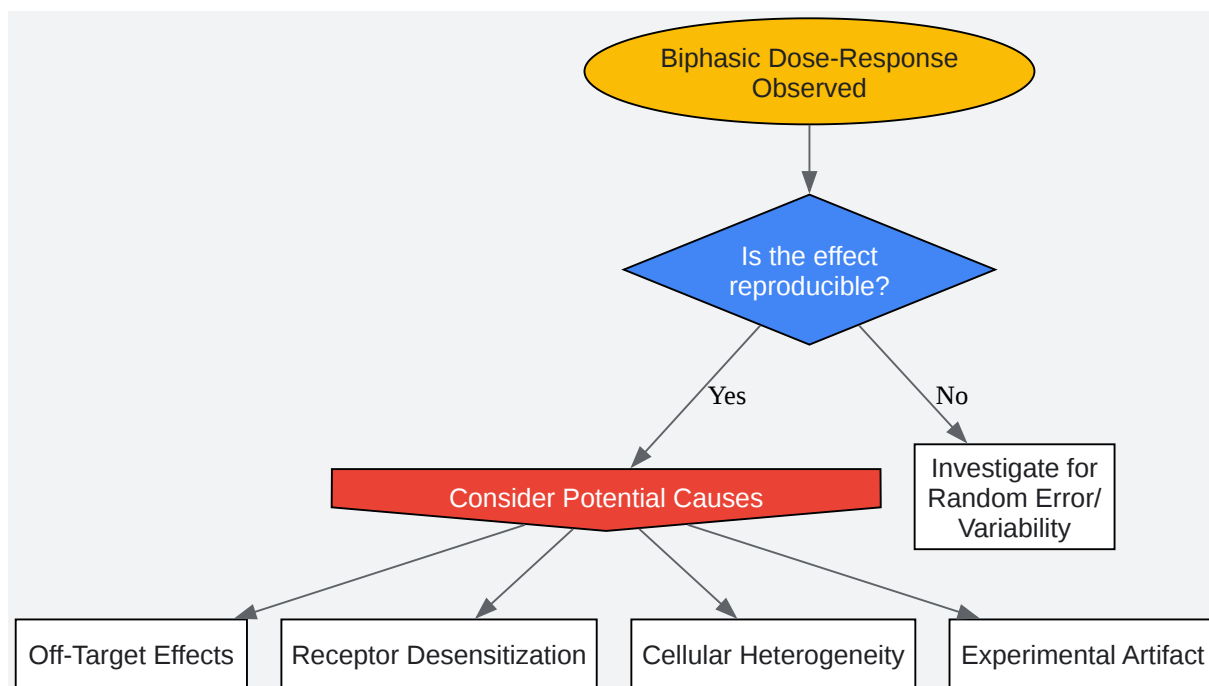 Biphasic Dose-Response
Observed
Is the effect
reproducible?
Yes
No
Consider Potential Causes
Investigate for
Random Error/
Variability
Off-Target Effects
Receptor Desensitization
Cellular Heterogeneity
Experimental Artifact